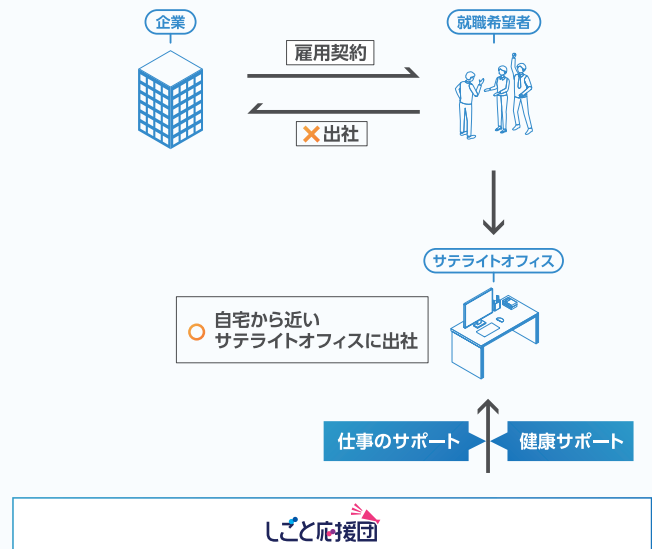 企業
就職希望者
雇用契約
×出社
サテライトオフィス
○ 自宅から近い
サテライトオフィスに出社
仕事のサポート
健康サポート
しごと応援団